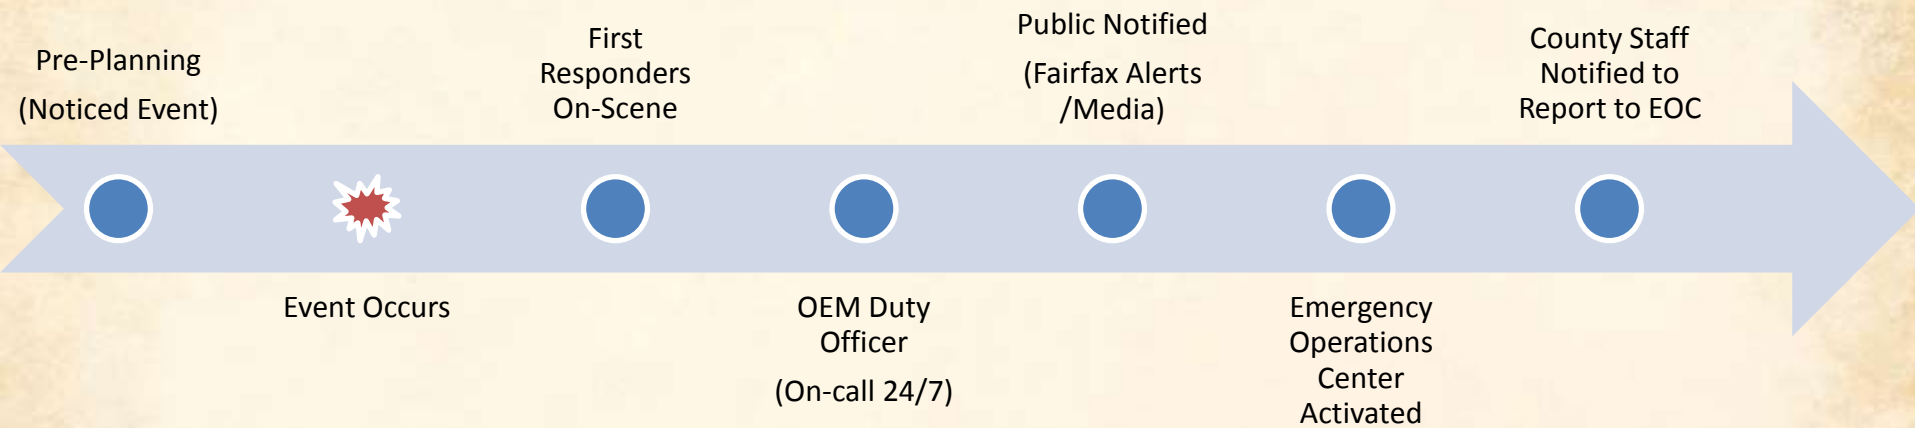 Pre-Planning
(Noticed Event)
Event Occurs
First
Responders
On-Scene
OEM Duty
Officer
(On-call 24/7)
Public Notified
(Fairfax Alerts
/Media)
Emergency
Operations
Center
Activated
County Staff
Notified to
Report to EOC